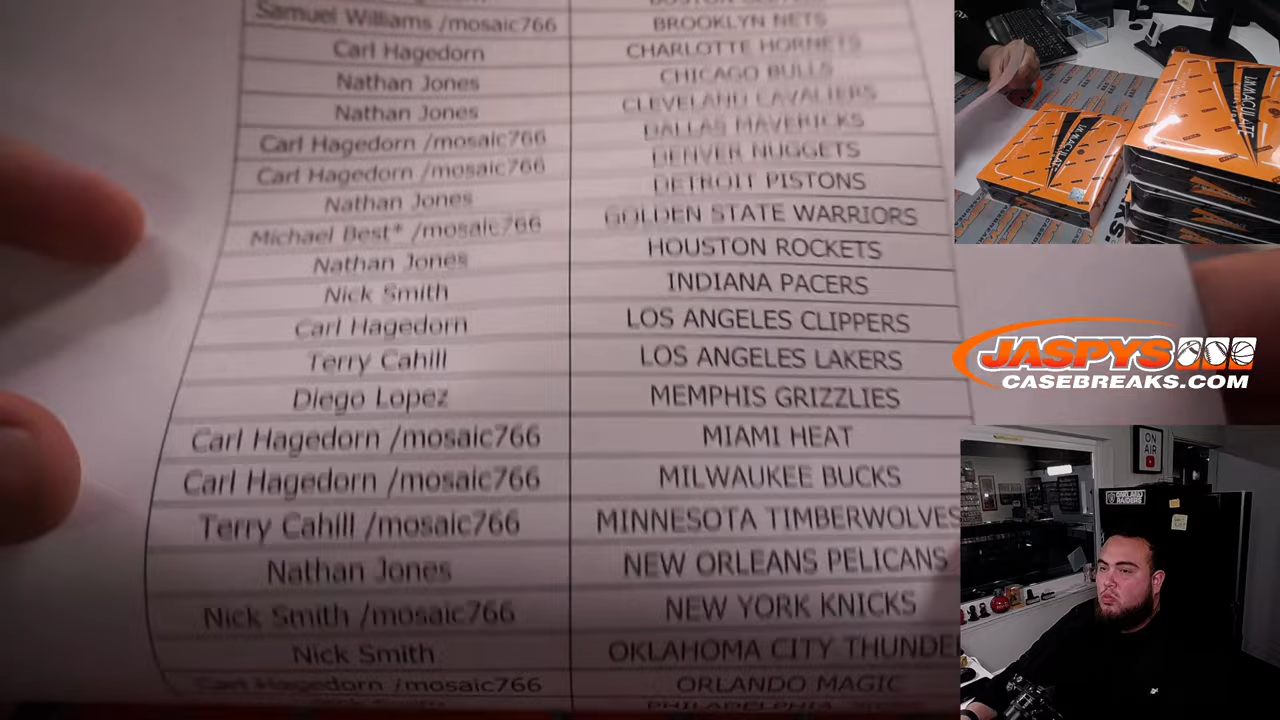 Samuel Williams /mosaic766 BROOKLYN NETS
Carl Hagedorn CHARLOTTE HORNETS
Nathan Jones CHICAGO BULLS
Nathan Jones CLEVELAND CAVALIERS
Carl Hagedorn /mosaic766 DALLAS MAVERICKS
Carl Hagedorn /mosaic766 DENVER NUGGETS
Nathan Jones DETROIT PISTONS
Michael Best* /mosaic766 GOLDEN STATE WARRIORS
Nathan Jones HOUSTON ROCKETS
Nick Smith INDIANA PACERS
Carl Hagedorn LOS ANGELES CLIPPERS
Terry Cahill LOS ANGELES LAKERS
Diego Lopez MEMPHIS GRIZZLIES
Carl Hagedorn /mosaic766 MIAMI HEAT
Carl Hagedorn /mosaic766 MILWAUKEE BUCKS
Terry Cahill /mosaic766 MINNESOTA TIMBERWOLVES
Nathan Jones NEW ORLEANS PELICANS
Nick Smith /mosaic766 NEW YORK KNICKS
Nick Smith OKLAHOMA CITY THUNDE
Carl Hagedorn /mosaic766 ORLANDO MAGIC
PHILADELPHIA
IMMACULATE
IMMACULATE
JASPYS
CASEBREAKS.COM
ON
AIR
OAKLAND
RAIDERS